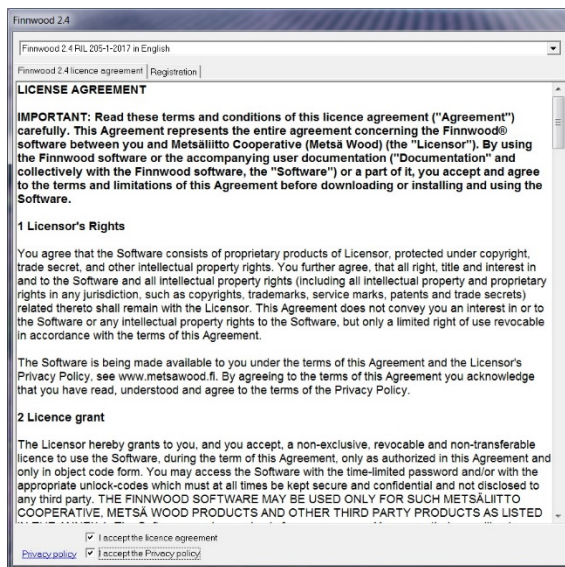 Finnwood 2.4
Finnwood 2.4 RIL 205-1-2017 in English
Finnwood 2.4 licence agreement Registration
LICENSE AGREEMENT
IMPORTANT: Read these terms and conditions of this licence agreement ("Agreement")
carefully. This Agreement represents the entire agreement concerning the Finnwood®
software between you and Metsäliitto Cooperative (Metsä Wood) (the "Licensor"). By using
the Finnwood software or the accompanying user documentation ("Documentation" and
collectively with the Finnwood software, the "Software") or a part of it, you accept and agree
to the terms and limitations of this Agreement before downloading or installing and using the
Software.
1 Licensor's Rights
You agree that the Software consists of proprietary products of Licensor, protected under copyright,
trade secret, and other intellectual property rights. You further agree, that all right, title and interest in
and to the Software and all intellectual property rights (including all intellectual property and proprietary
rights in any jurisdiction, such as copyrights, trademarks, service marks, patents and trade secrets)
related thereto shall remain with the Licensor. This Agreement does not convey you an interest in or to
the Software or any intellectual property rights to the Software, but only a limited right of use revocable
in accordance with the terms of this Agreement.
The Software is being made available to you under the terms of this Agreement and the Licensor's
Privacy Policy, see www.metsawood.fi. By agreeing to the terms of this Agreement you acknowledge
that you have read, understood and agree to the terms of the Privacy Policy.
2 Licence grant
The Licensor hereby grants to you, and you accept, a non-exclusive, revocable and non-transferable
licence to use the Software, during the term of this Agreement, only as authorized in this Agreement and
only in object code form. You may access the Software with the time-limited password and/or with the
appropriate unlock-codes which must at all times be kept secure and confidential and not disclosed to
any third party. THE FINNWOOD SOFTWARE MAY BE USED ONLY FOR SUCH METSÄLIITTO
COOPERATIVE, METSÄ WOOD PRODUCTS AND OTHER THIRD PARTY PRODUCTS AS LISTED
I accept the licence agreement
Privacy policy I accept the Privacy policy